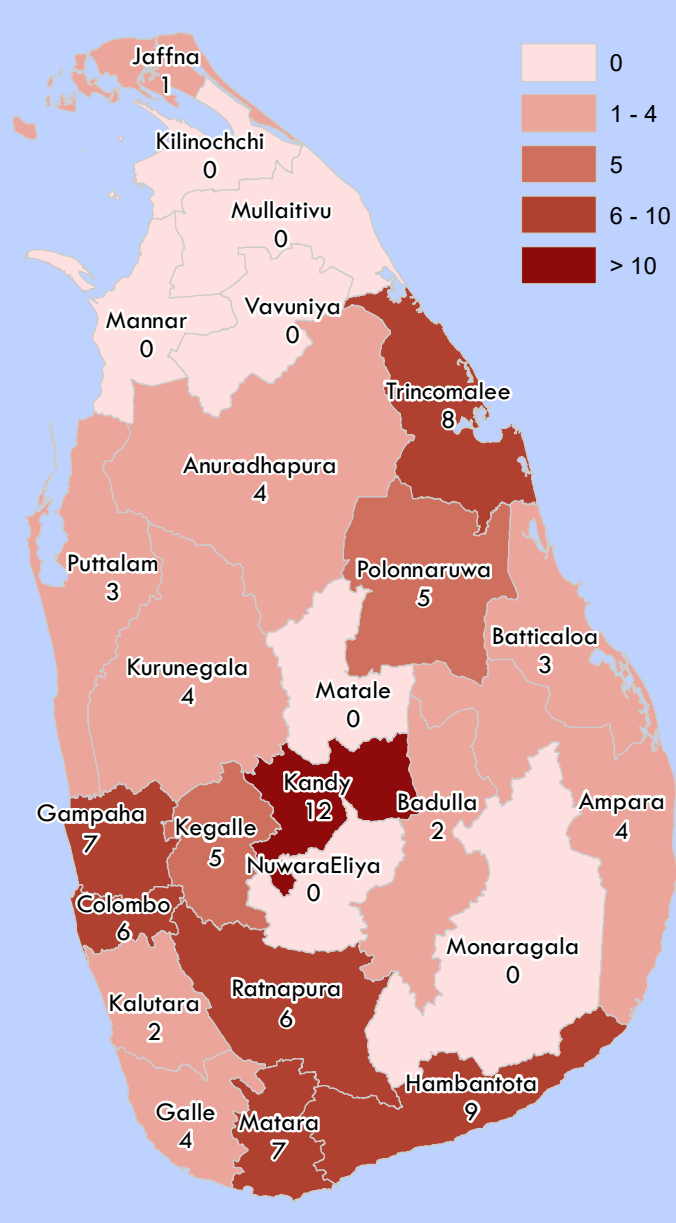 Jaffna
1
0
1 - 4
5
6 - 10
> 10
Kilinochchi
0
Mullaitivu
0
Mannar
0
Vavuniya
0
Trincomalee
8
Anuradhapura
4
Puttalam
3
Polonnaruwa
5
Batticaloa
3
Kurunegala
4
Matale
0
Kandy
12
Gampaha
7
Kegalle
5
Badulla
2
Ampara
4
NuwaraEliya
0
Colombo
6
Monaragala
0
Kalutara
2
Ratnapura
6
Hambantota
9
Galle
4
Matara
7